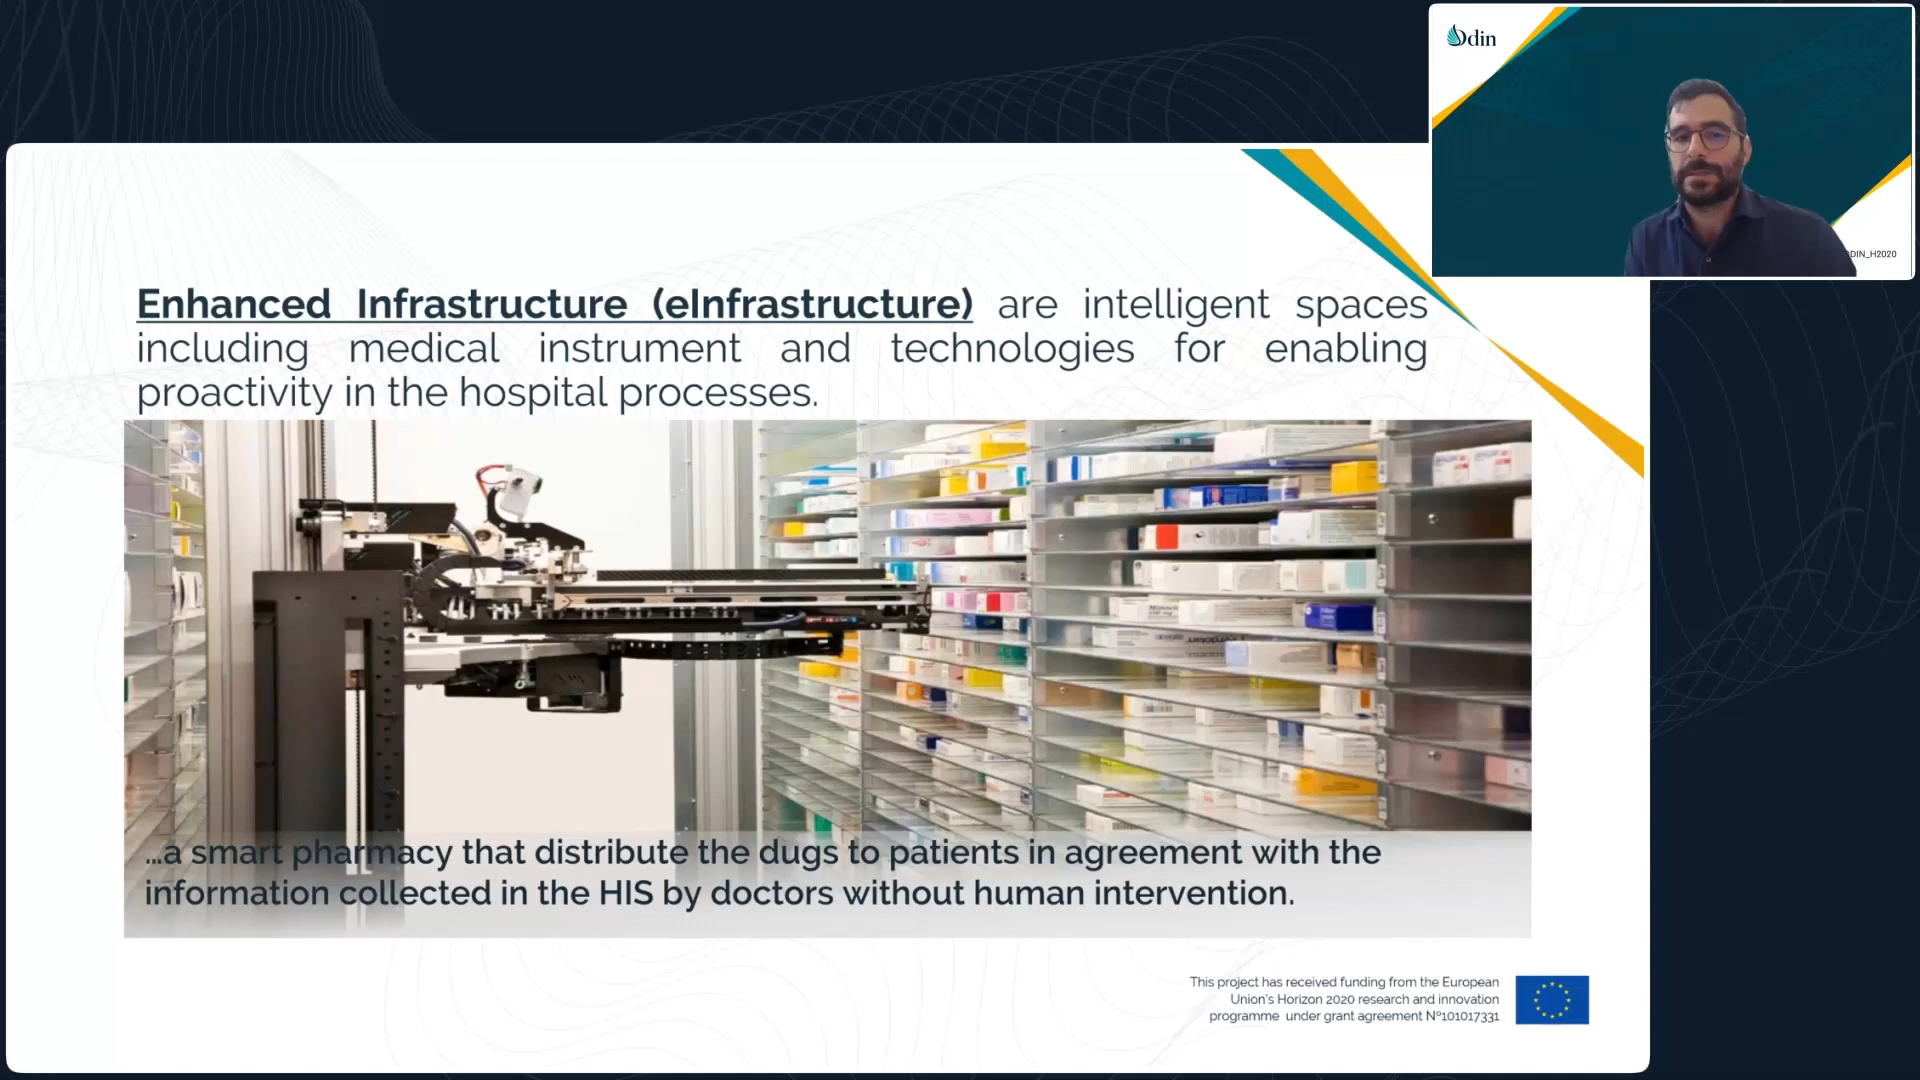 Odin
DIN_H2020
Enhanced Infrastructure (eInfrastructure) are intelligent spaces
including medical instrument and technologies for enabling
proactivity in the hospital processes.
...a smart pharmacy that distribute the dugs to patients in agreement with the
information collected in the HIS by doctors without human intervention.
This project has received funding from the European
Union's Horizon 2020 research and innovation
programme under grant agreement Nº101017331